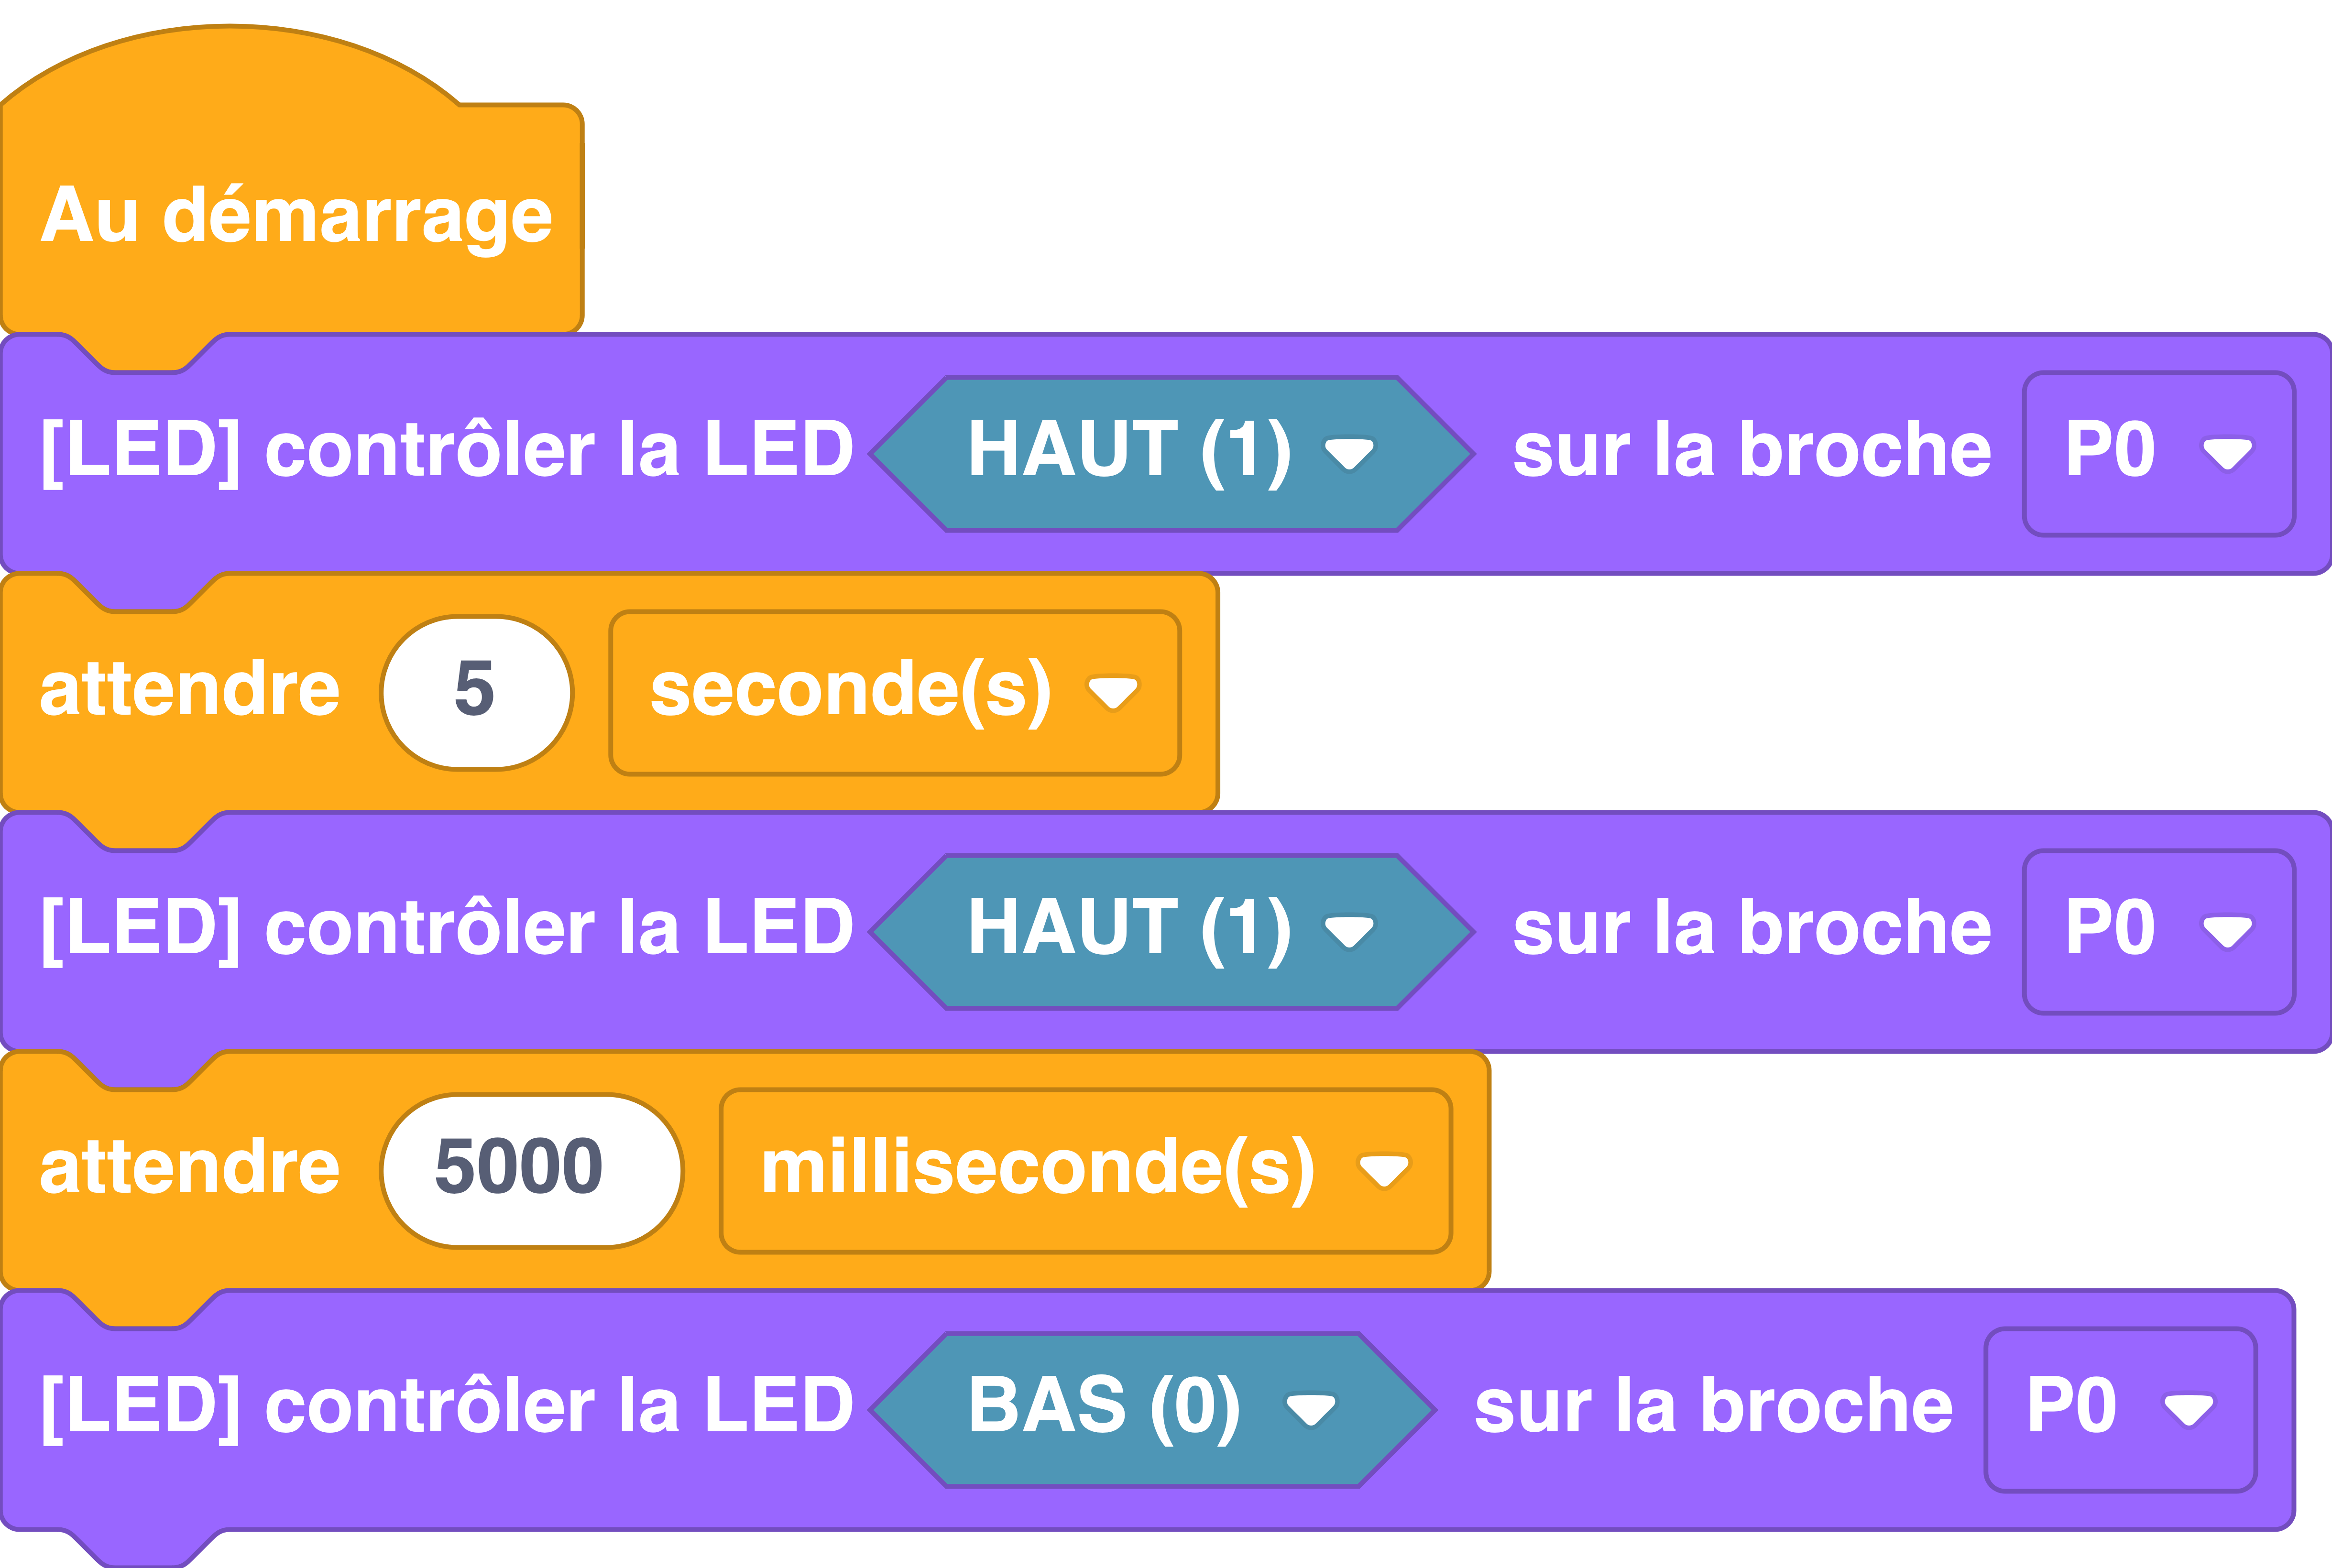 Au démarrage
[LED] contrôler la LED HAUT (1) sur la broche P0
attendre 5 seconde(s)
[LED] contrôler la LED HAUT (1) sur la broche P0
attendre 5000 milliseconde(s)
[LED] contrôler la LED BAS (0) sur la broche P0